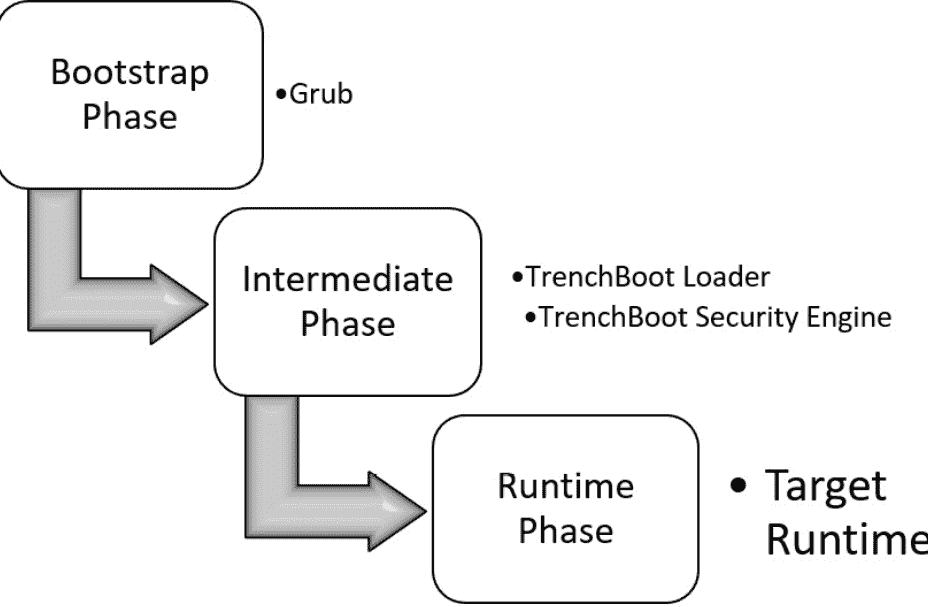 Bootstrap
Phase
•Grub
Intermediate
Phase
•TrenchBoot Loader
•TrenchBoot Security Engine
Runtime
Phase
• Target
Runtime